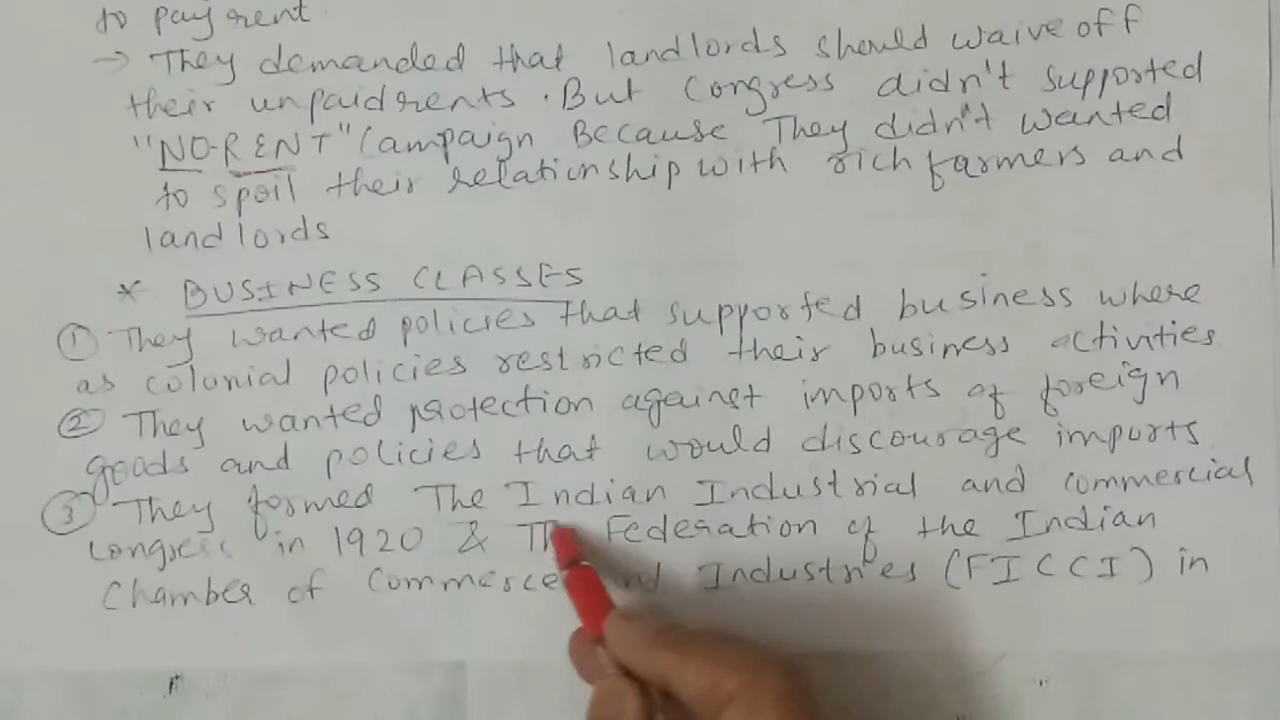 to pay rent
→ They demanded that landlords should waive off
their unpaid rents. But Congress didn't supported
"NO-RENT" Campaign Because They didn't wanted
to spoil their relationship with rich farmers and
landlords
* BUSINESS CLASSES
① They wanted policies that supported business where
as colonial policies restricted their business activities
② They wanted protection against imports of foreign
goods and policies that would discourage imports
③ They formed The Indian Industrial and commercial
Congress in 1920 & The Federation of the Indian
Chamber of Commerce and Industries (FICCI) in